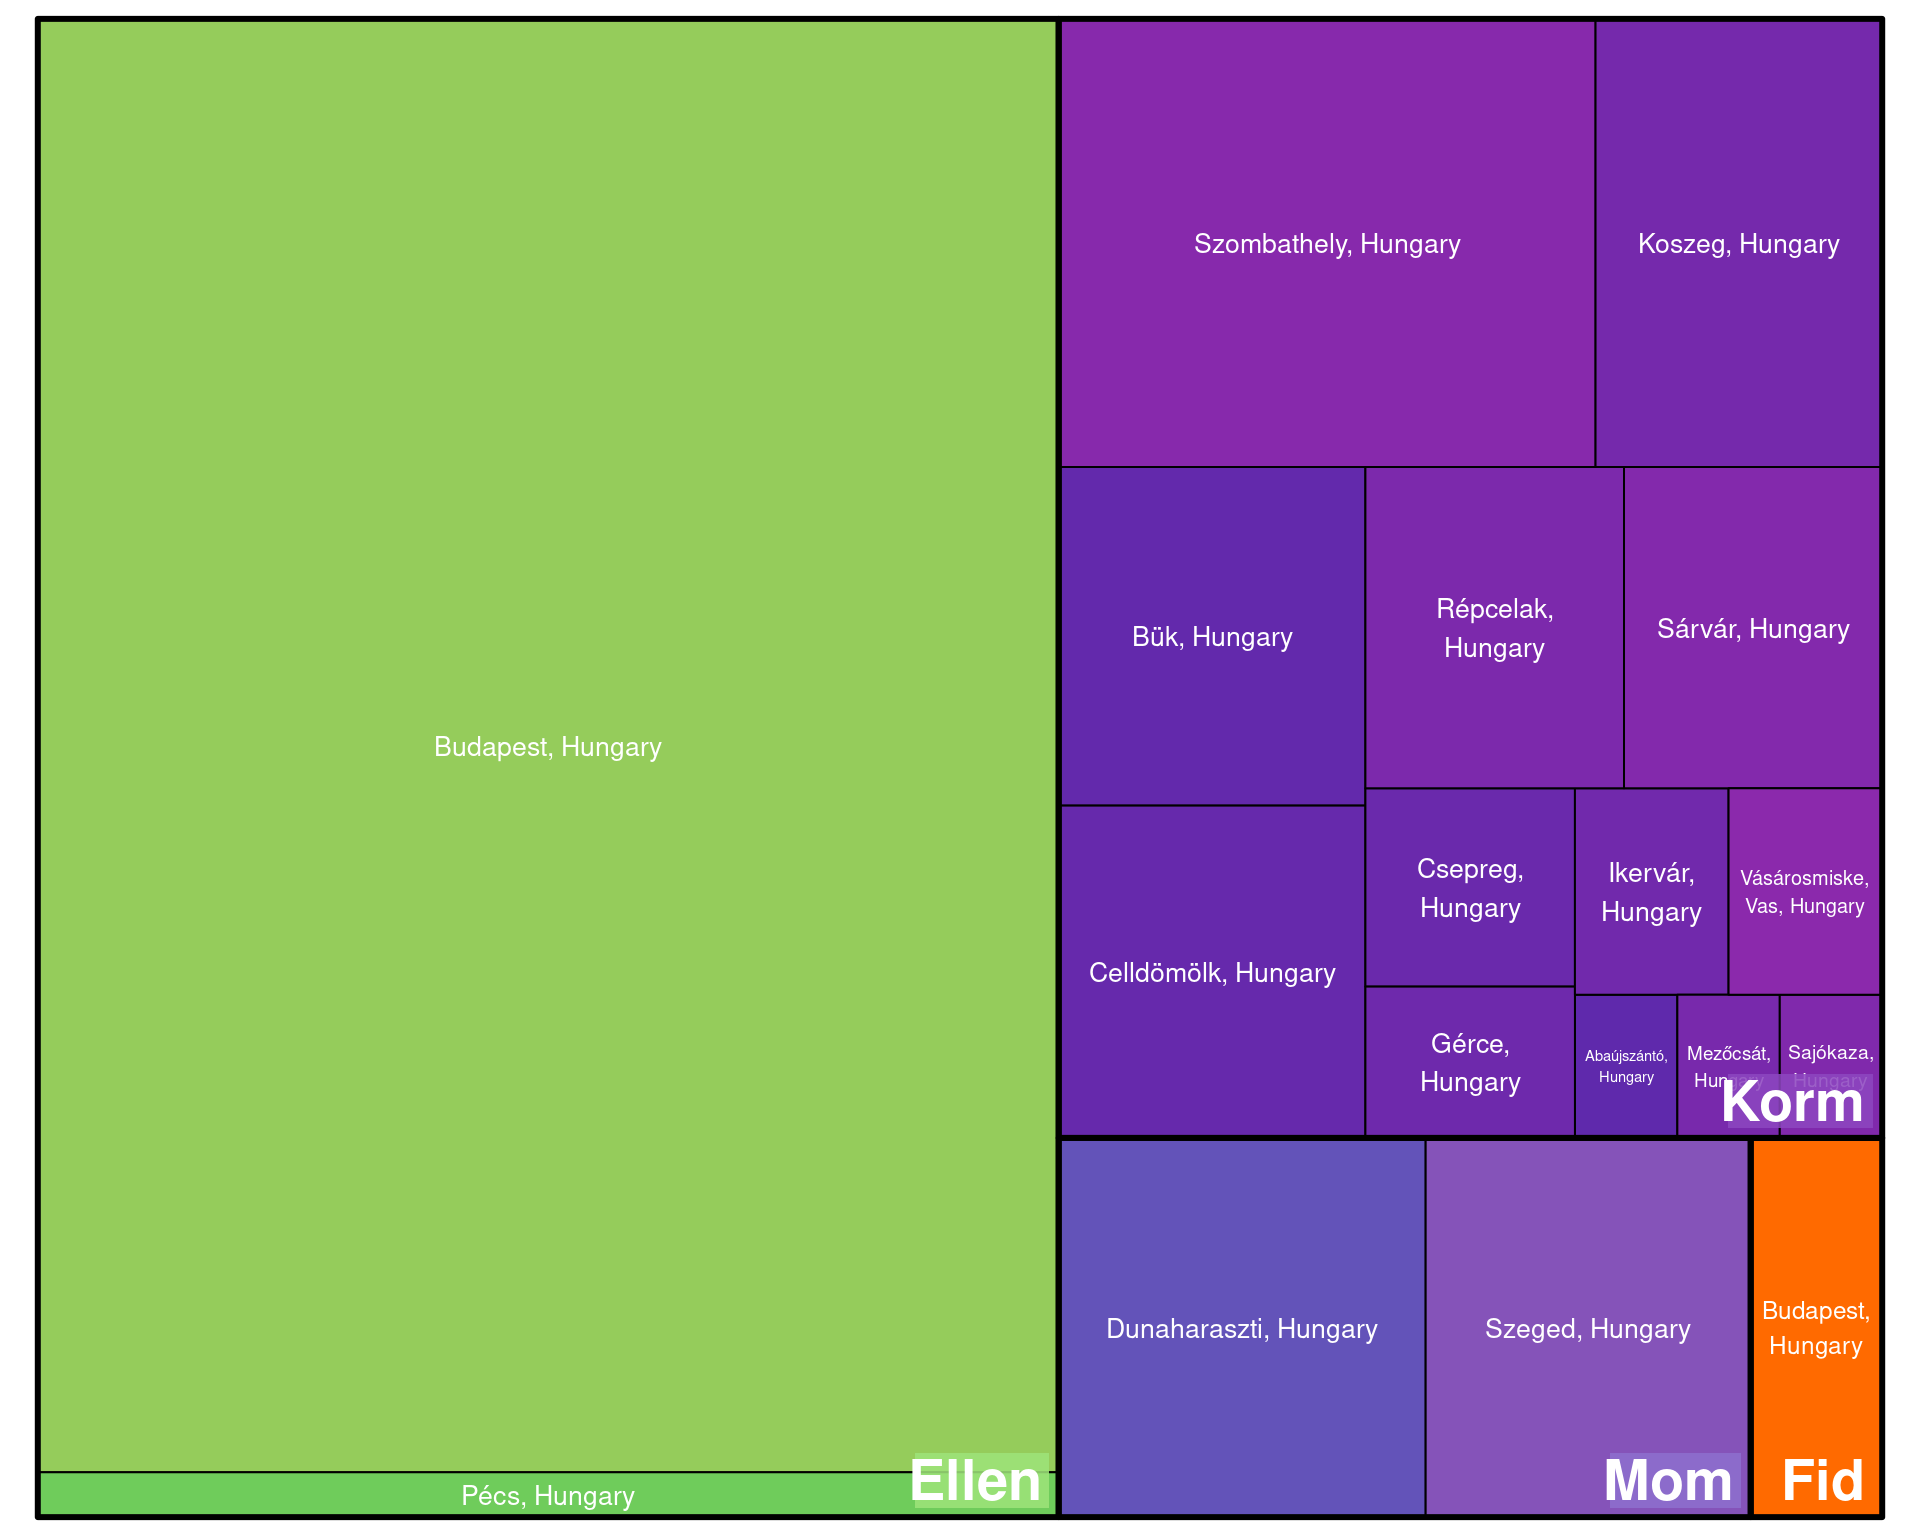 Budapest, Hungary
Pécs, Hungary
Ellen
Szombathely, Hungary
Koszeg, Hungary
Bük, Hungary
Répcelak,
Hungary
Sárvár, Hungary
Celldömölk, Hungary
Csepreg,
Hungary
Ikervár,
Hungary
Vásárosmiske,
Vas, Hungary
Gérce,
Hungary
Abaújszántó,
Hungary
Mezőcsát,
Hungary
Sajókaza,
Hungary
Korm
Dunaharaszti, Hungary
Szeged, Hungary
Mom
Budapest,
Hungary
Fid